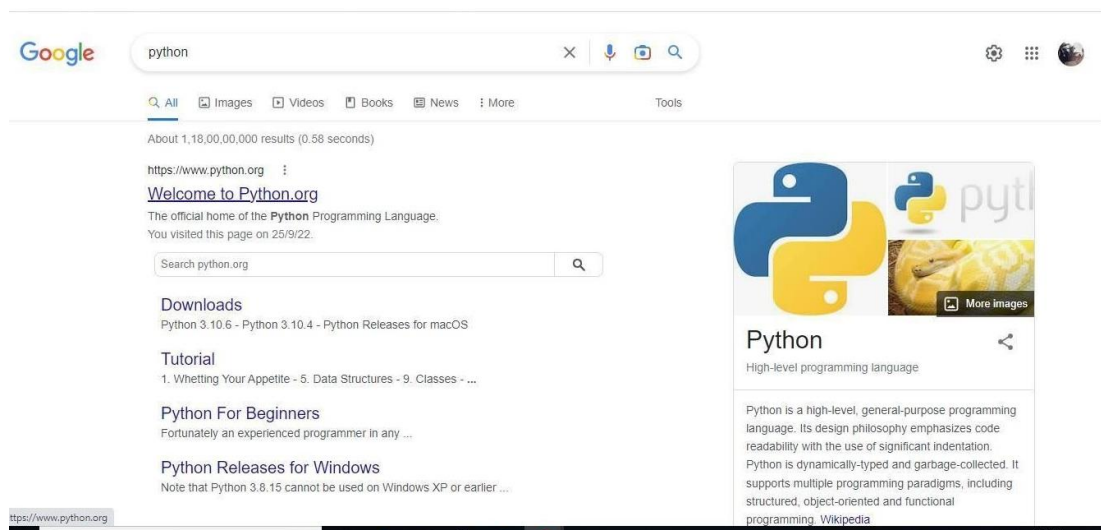 Google
python
All Images Videos Books News More Tools
About 1,18,00,00,000 results (0.58 seconds)
https://www.python.org
Welcome to Python.org
The official home of the Python Programming Language.
You visited this page on 25/9/22.
Search python.org
Downloads
Python 3.10.6 - Python 3.10.4 - Python Releases for macOS
Tutorial
1. Whetting Your Appetite - 5. Data Structures - 9. Classes - ...
Python For Beginners
Fortunately an experienced programmer in any ...
Python Releases for Windows
Note that Python 3.8.15 cannot be used on Windows XP or earlier ...
ttps://www.python.org
pyth
More images
Python
High-level programming language
Python is a high-level, general-purpose programming
language. Its design philosophy emphasizes code
readability with the use of significant indentation.
Python is dynamically-typed and garbage-collected. It
supports multiple programming paradigms, including
structured, object-oriented and functional
programming. Wikipedia